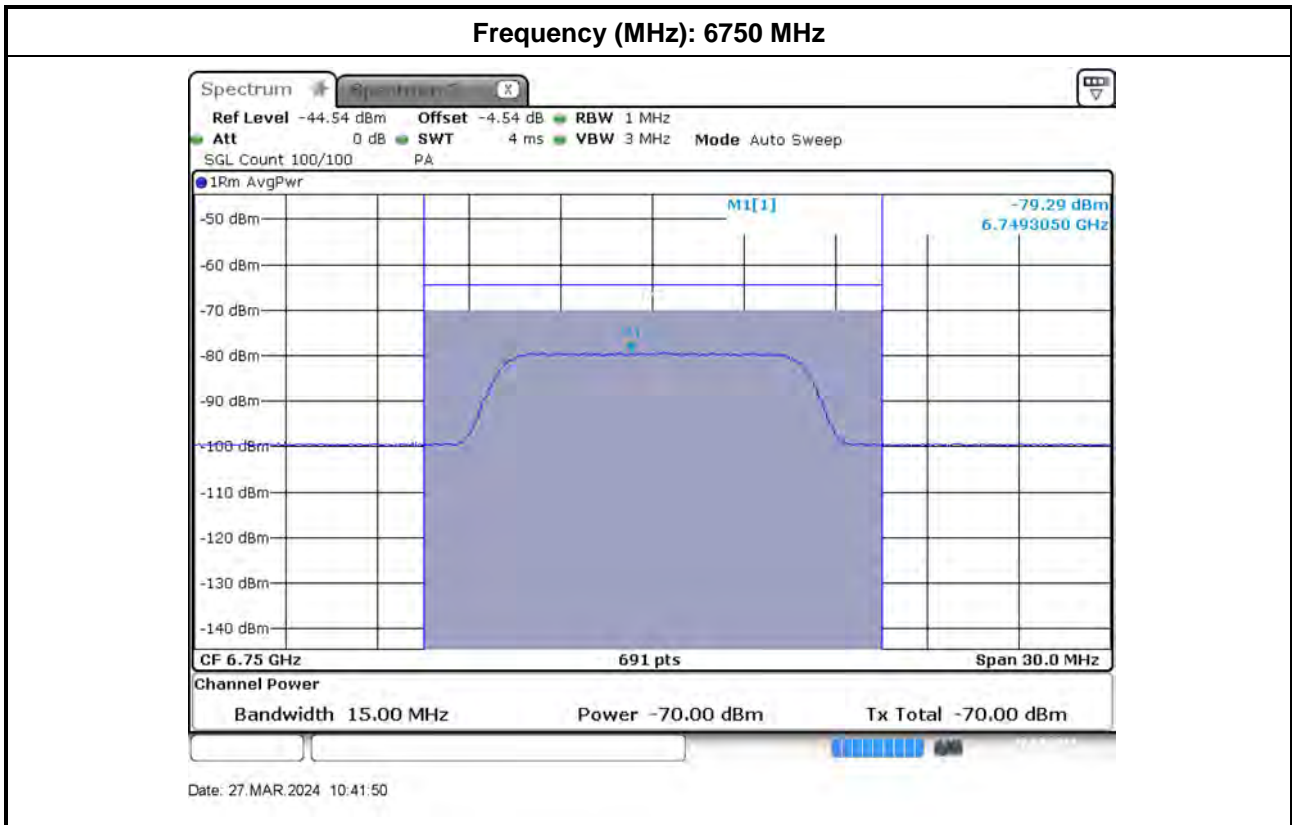 Frequency (MHz): 6750 MHz
Spectrum
X
Ref Level -44.54 dBm Offset -4.54 dB RBW 1 MHz
Att 0 dB SWT 4 ms VBW 3 MHz Mode Auto Sweep
SGL Count 100/100 PA
1Rm AvgPwr
M1[1] -79.29 dBm
6.7493050 GHz
-50 dBm
-60 dBm
-70 dBm
M1
-80 dBm
-90 dBm
-100 dBm
-110 dBm
-120 dBm
-130 dBm
-140 dBm
CF 6.75 GHz 691 pts Span 30.0 MHz
Channel Power
Bandwidth 15.00 MHz Power -70.00 dBm Tx Total -70.00 dBm
Date: 27.MAR.2024 10:41:50